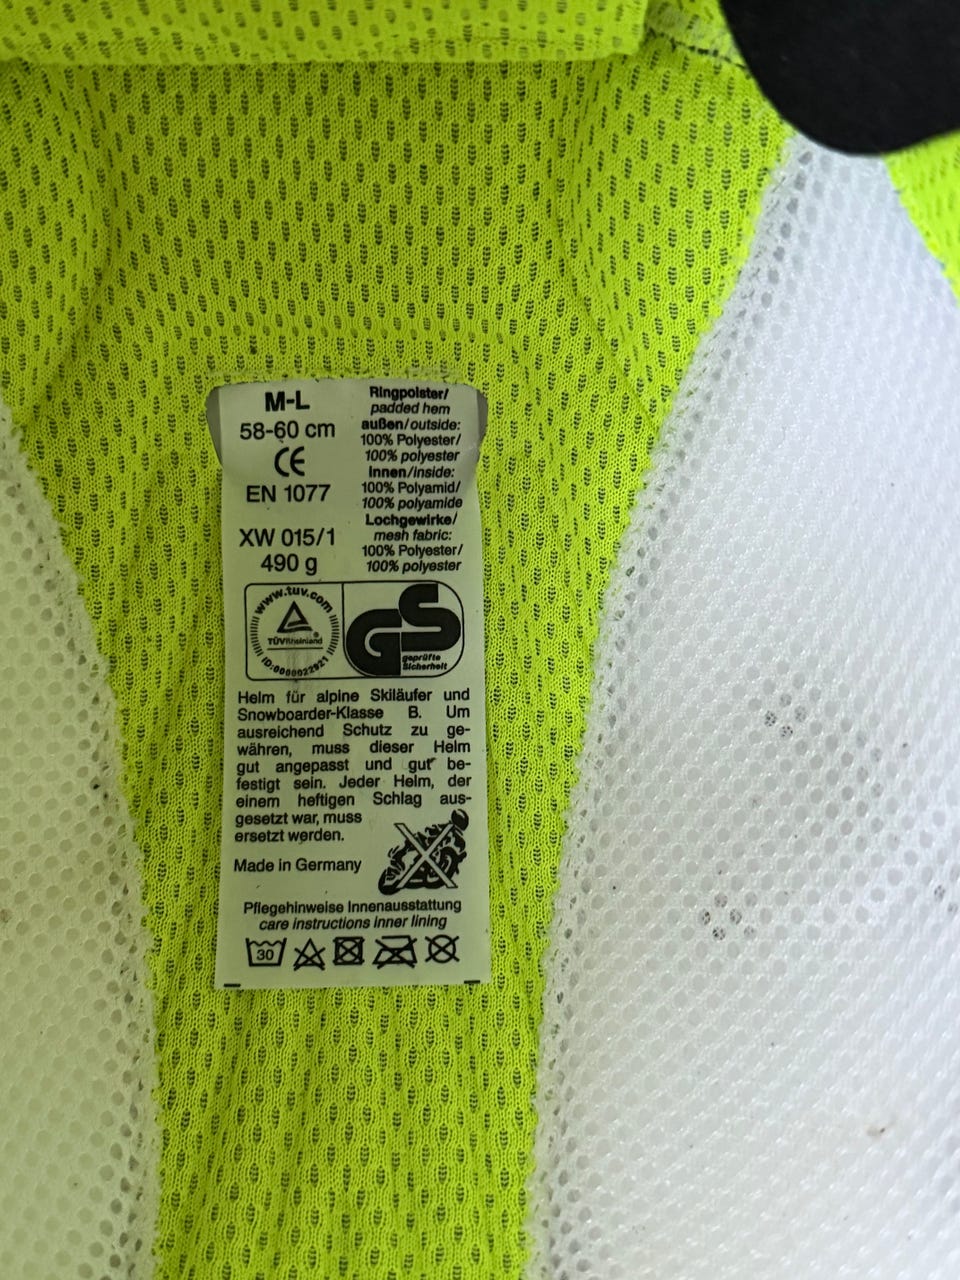 M-L
58-60 cm
CE
EN 1077
XW 015/1
490 g
Ringpolster/
padded hem
außen/outside:
100% Polyester/
100% polyester
Innen/inside:
100% Polyamid/
100% polyamide
Lochgewirke/
mesh fabric:
100% Polyester/
100% polyester
www.tuv.com
TÜVRheinland®
ID:0000022921
GS
geprüfte
Sicherheit
Helm für alpine Skiläufer und
Snowboarder-Klasse B. Um
ausreichend Schutz zu ge-
währen, muss dieser Helm
gut angepasst und gut be-
festigt sein. Jeder Helm, der
einem heftigen Schlag aus-
gesetzt war, muss
ersetzt werden.
Made in Germany
Pflegehinweise Innenausstattung
care instructions inner lining
30